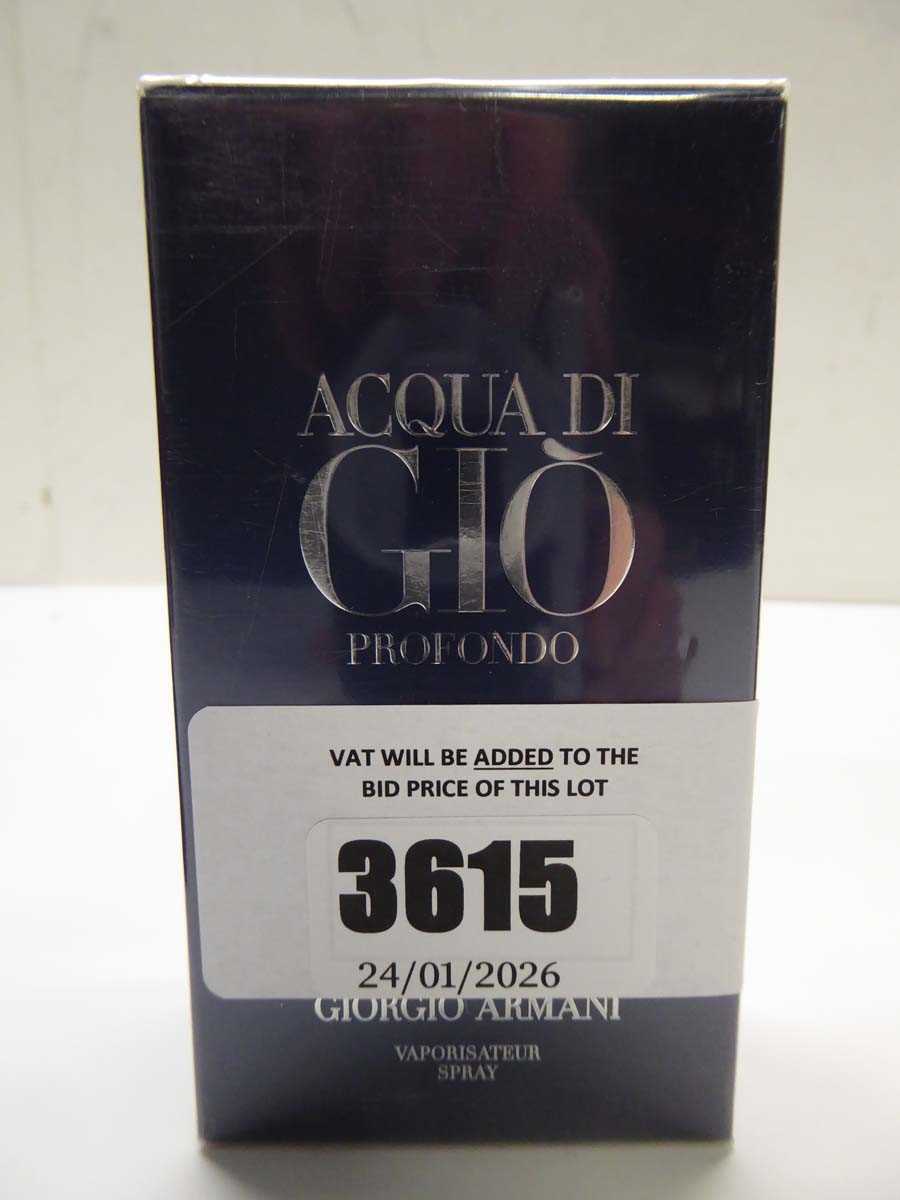 ACQUA DI
GIÒ
PROFONDO
VAT WILL BE ADDED TO THE
BID PRICE OF THIS LOT
3615
24/01/2026
GIORGIO ARMANI
VAPORISATEUR
SPRAY